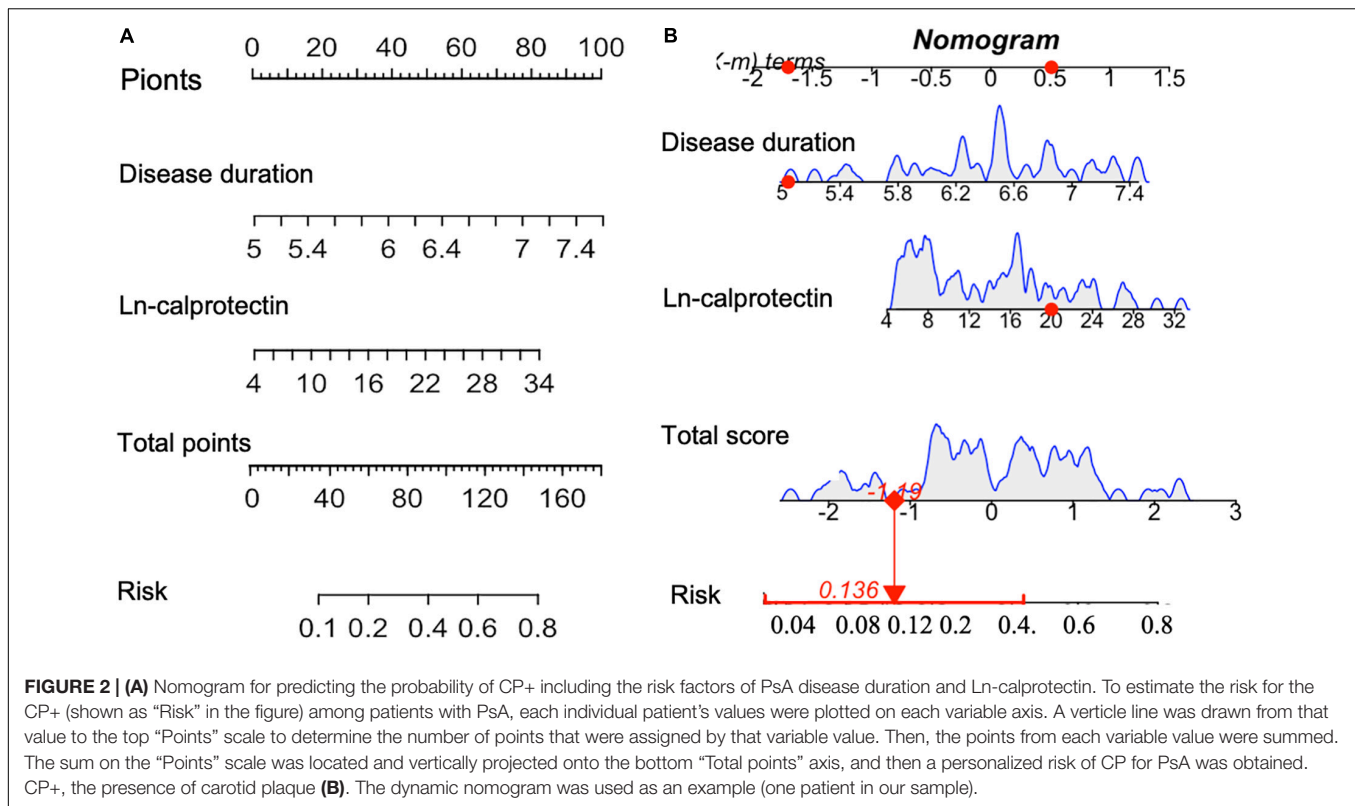 A
0 20 40 60 80 100
Pionts
Disease duration
5 5.4 6 6.4 7 7.4
Ln-calprotectin
4 10 16 22 28 34
Total points
0 40 80 120 160
Risk
0.1 0.2 0.4 0.6 0.8
B
Nomogram
(-m) terms
-2 -1.5 -1 -0.5 0 0.5 1 1.5
Disease duration
5 5.4 5.8 6.2 6.6 7 7.4
Ln-calprotectin
4 8 12 16 20 24 28 32
Total score
-1.19
-2 -1 0 1 2 3
0.136
Risk
0.04 0.08 0.12 0.2 0.4. 0.6 0.8
FIGURE 2 | (A) Nomogram for predicting the probability of CP+ including the risk factors of PsA disease duration and Ln-calprotectin. To estimate the risk for the
CP+ (shown as “Risk” in the figure) among patients with PsA, each individual patient’s values were plotted on each variable axis. A verticle line was drawn from that
value to the top “Points” scale to determine the number of points that were assigned by that variable value. Then, the points from each variable value were summed.
The sum on the “Points” scale was located and vertically projected onto the bottom “Total points” axis, and then a personalized risk of CP for PsA was obtained.
CP+, the presence of carotid plaque (B). The dynamic nomogram was used as an example (one patient in our sample).